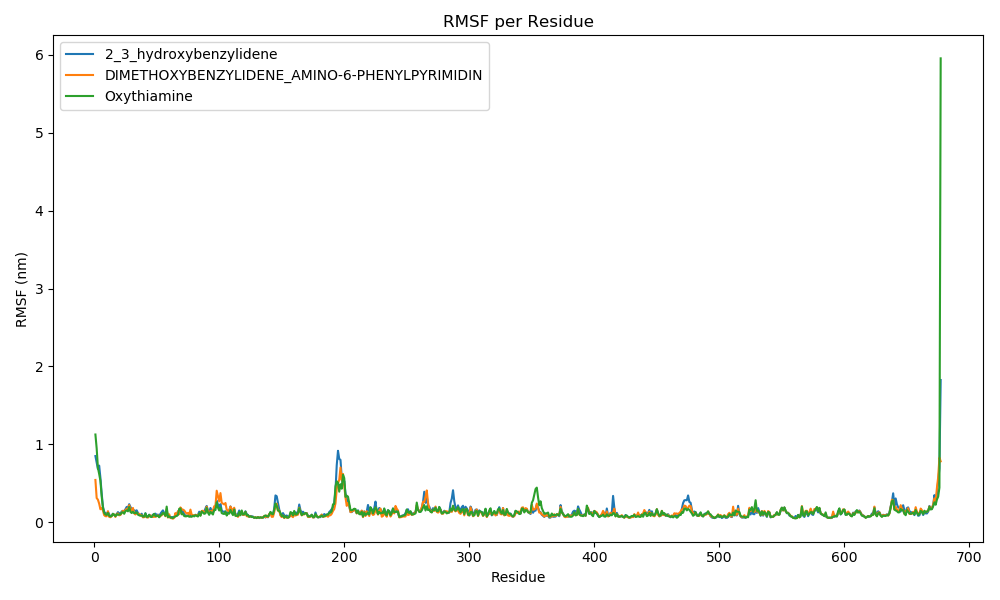 RMSF per Residue
2_3_hydroxybenzylidene
DIMETHOXYBENZYLIDENE_AMINO-6-PHENYLPYRIMIDIN
Oxythiamine
6
5
4
3
2
1
0
RMSF (nm)
0 100 200 300 400 500 600 700
Residue